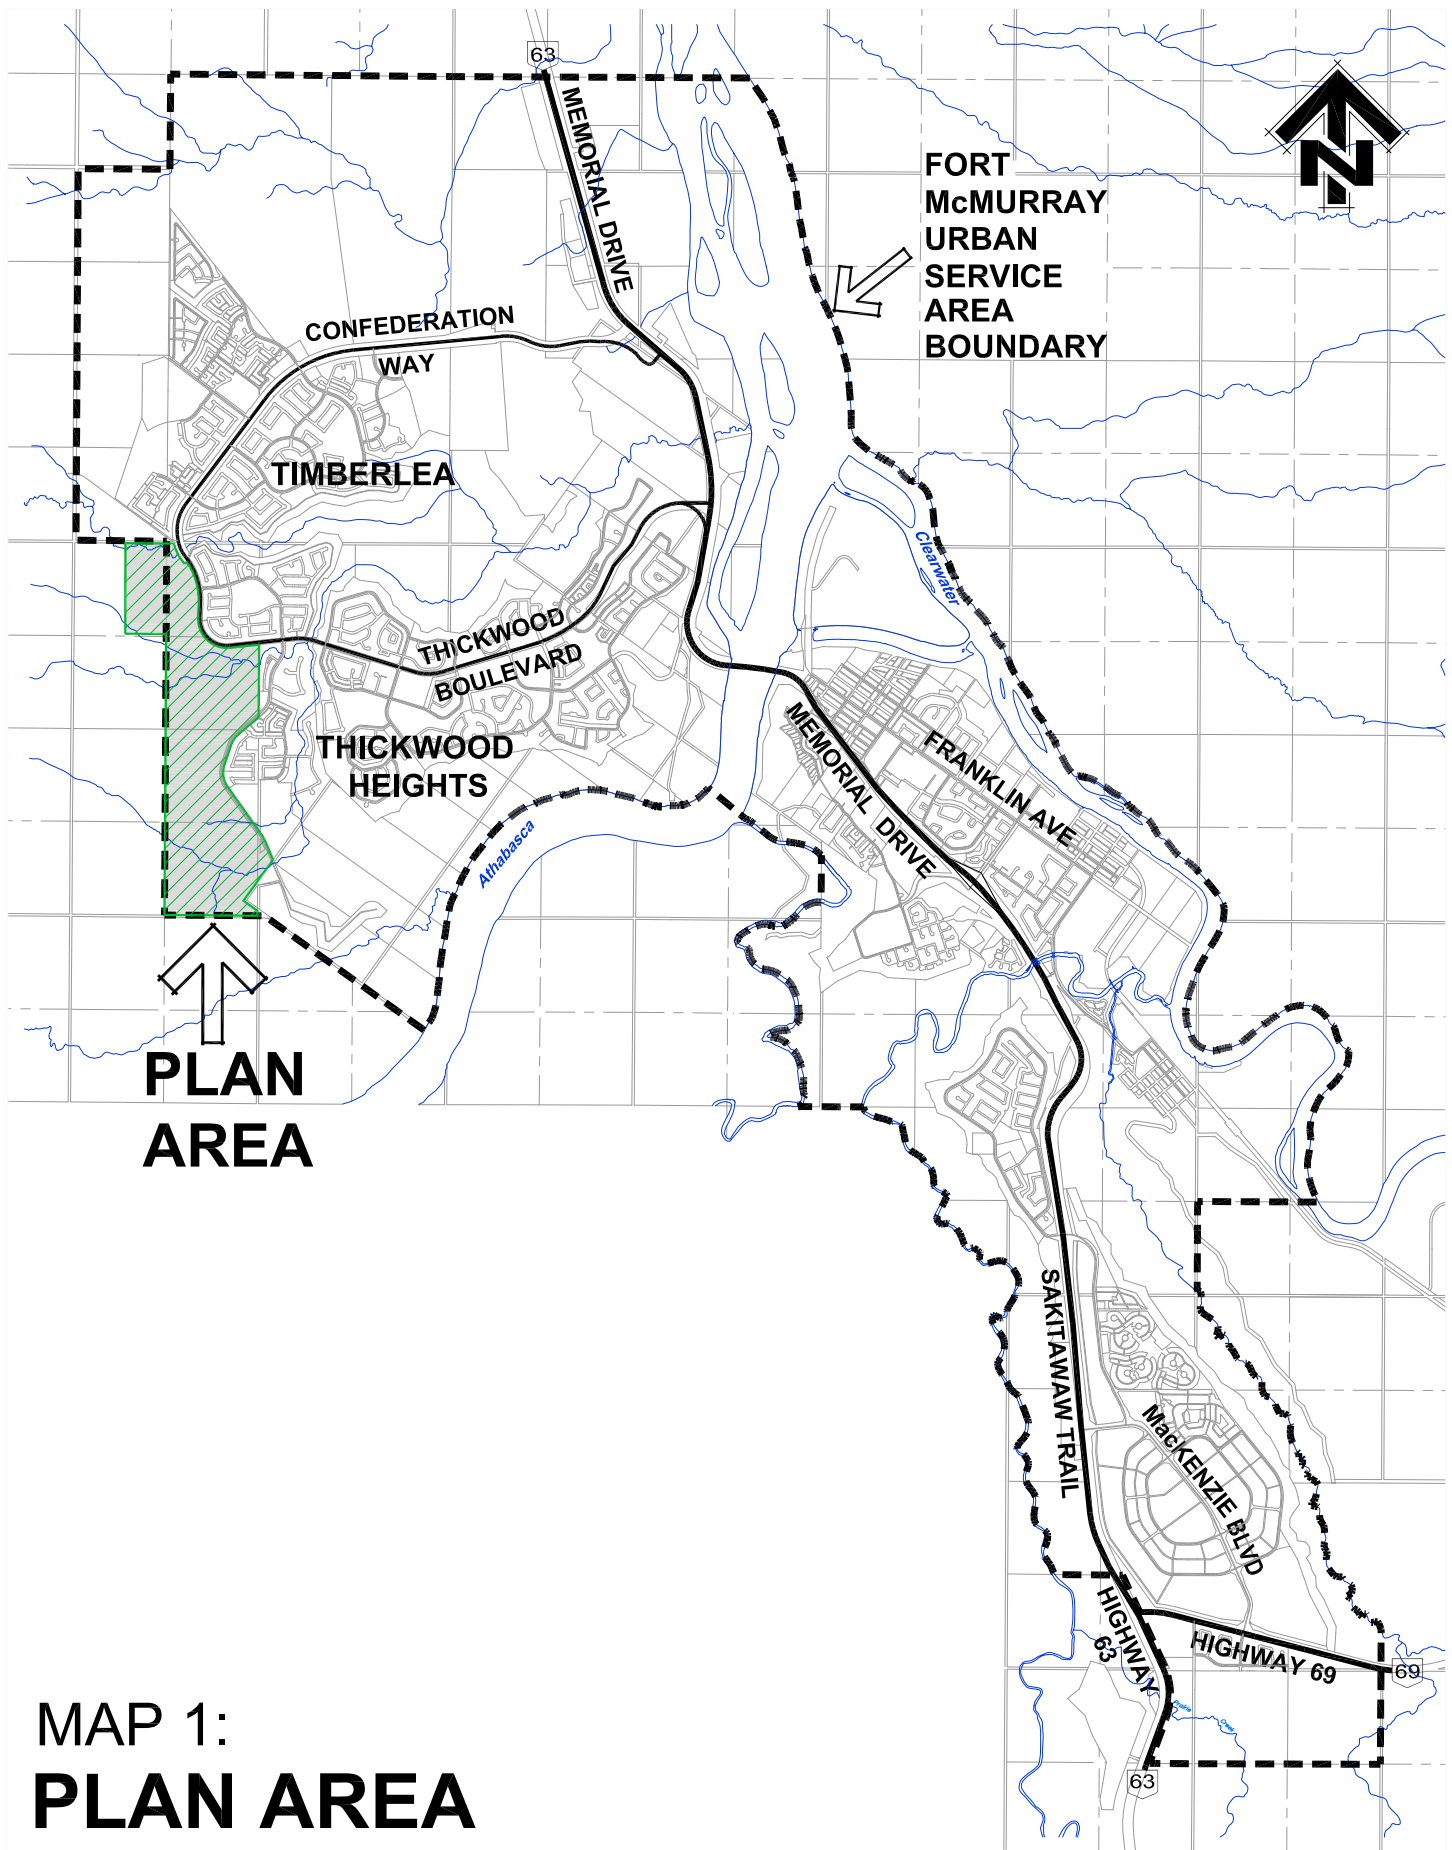 63
MEMORIAL DRIVE
N
FORT
McMURRAY
URBAN
SERVICE
AREA
BOUNDARY
CONFEDERATION
WAY
TIMBERLEA
Clearwater
THICKWOOD
BOULEVARD
THICKWOOD
HEIGHTS
MEMORIAL DRIVE
FRANKLIN AVE
Athabasca
PLAN
AREA
SAKITAWAW TRAIL
MacKENZIE BLVD
HIGHWAY
63
HIGHWAY 69
69
Prairie Creek
63
MAP 1:
PLAN AREA